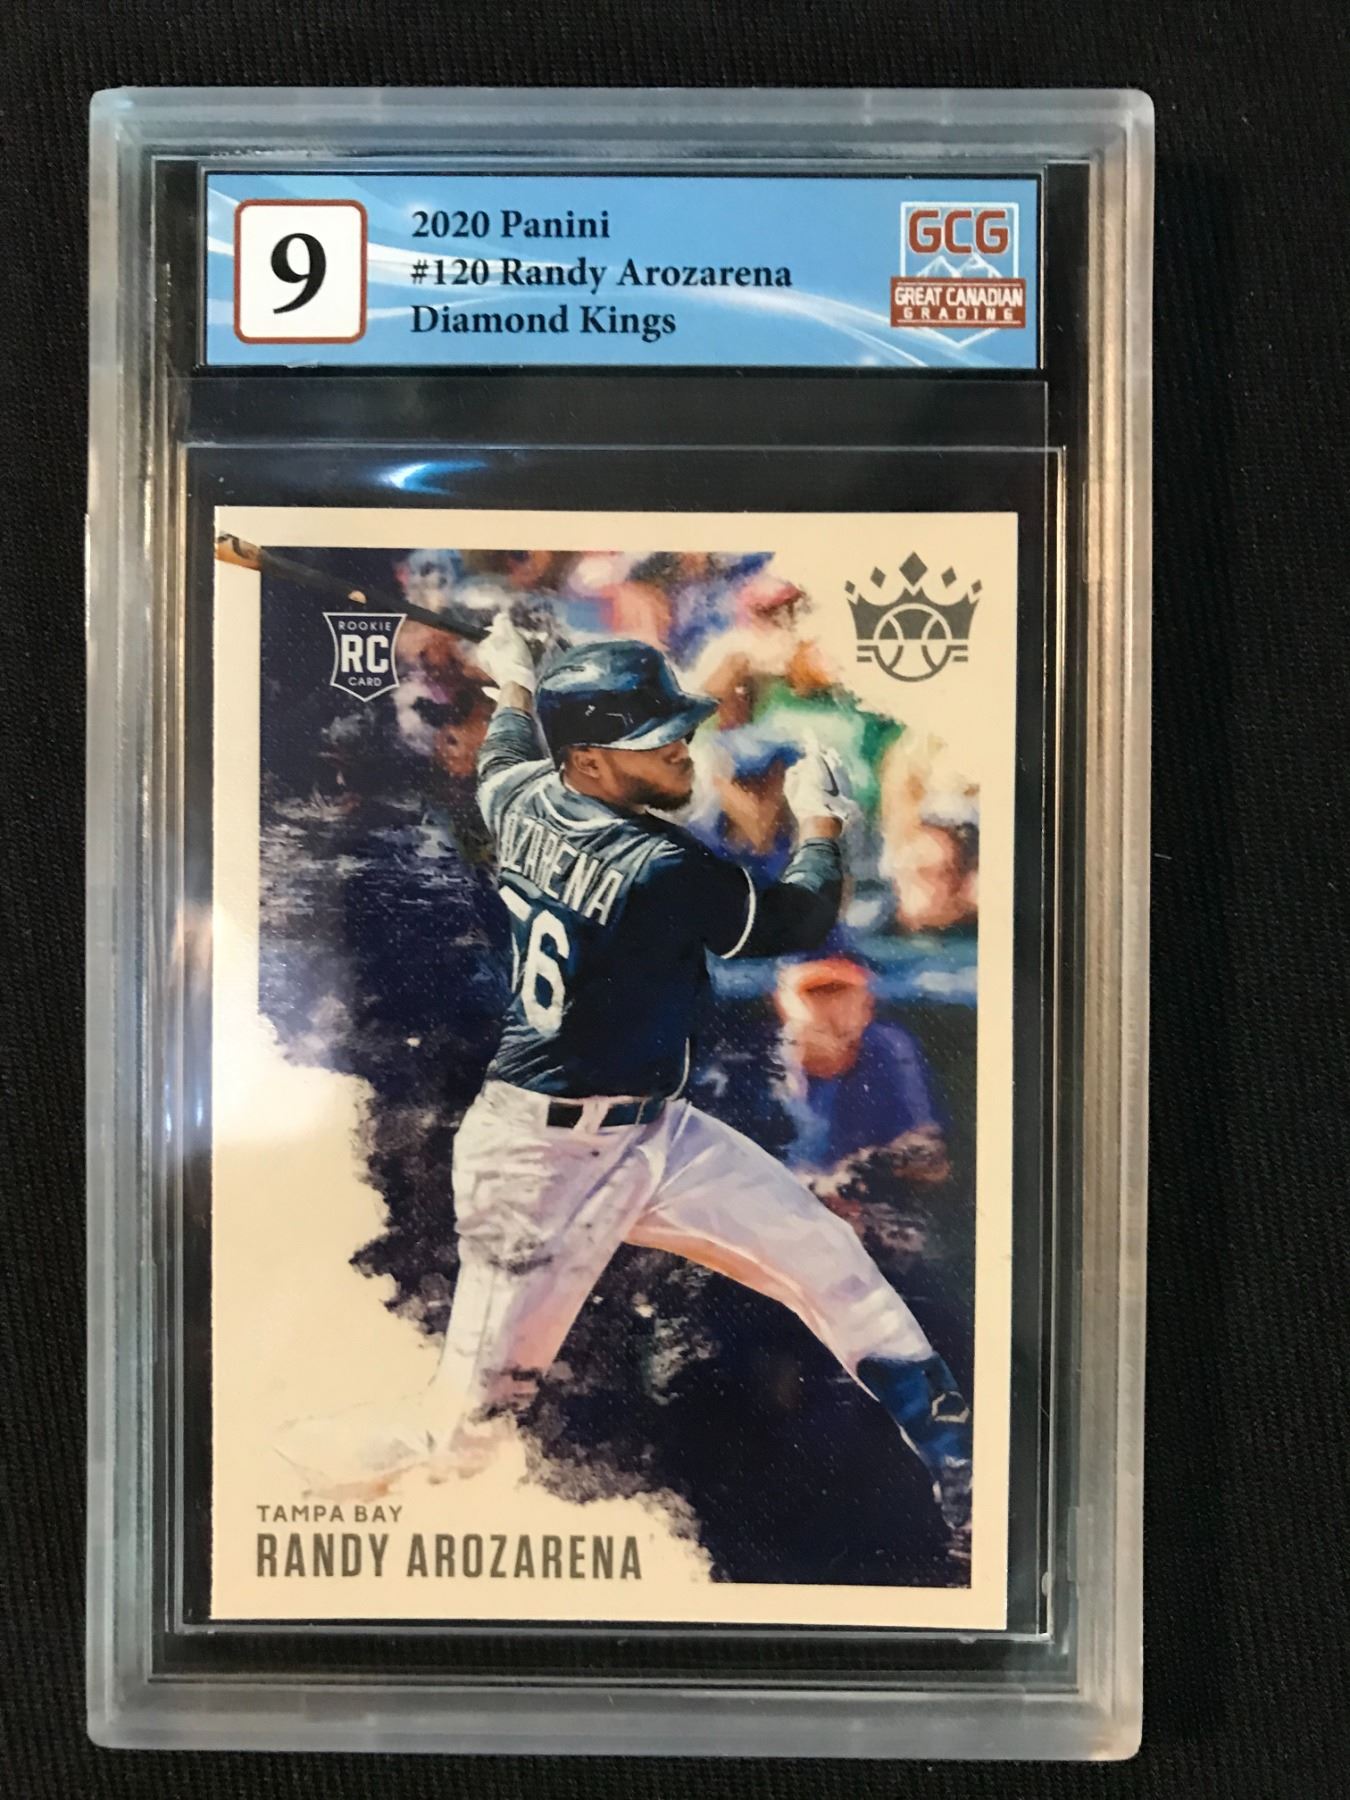 9
2020 Panini
#120 Randy Arozarena
Diamond Kings
GCG
GREAT CANADIAN
GRADING
ROOKIE
RC
CARD
OZARENA
56
TAMPA BAY
RANDY AROZARENA